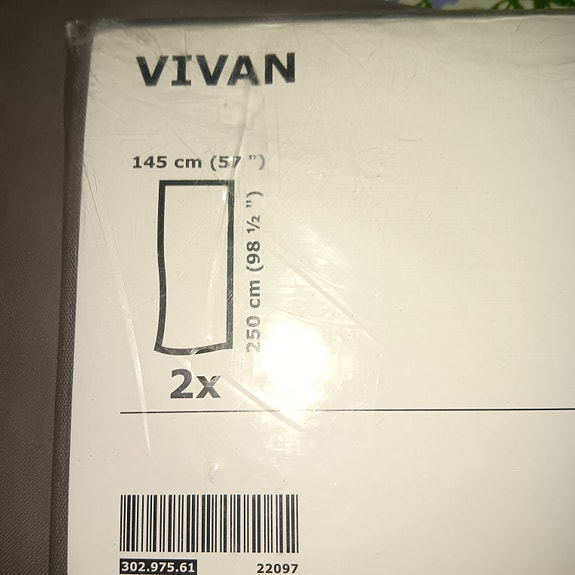 VIVAN
145 cm (57 ")
250 cm (98 ½ ")
2x
302.975.61
22097